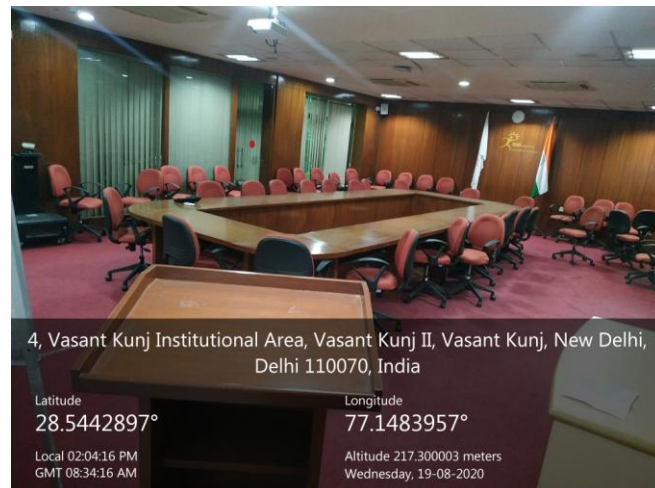 4, Vasant Kunj Institutional Area, Vasant Kunj II, Vasant Kunj, New Delhi,
Delhi 110070, India
Latitude
28.5442897°
Longitude
77.1483957°
Local 02:04:16 PM
GMT 08:34:16 AM
Altitude 217.300003 meters
Wednesday, 19-08-2020